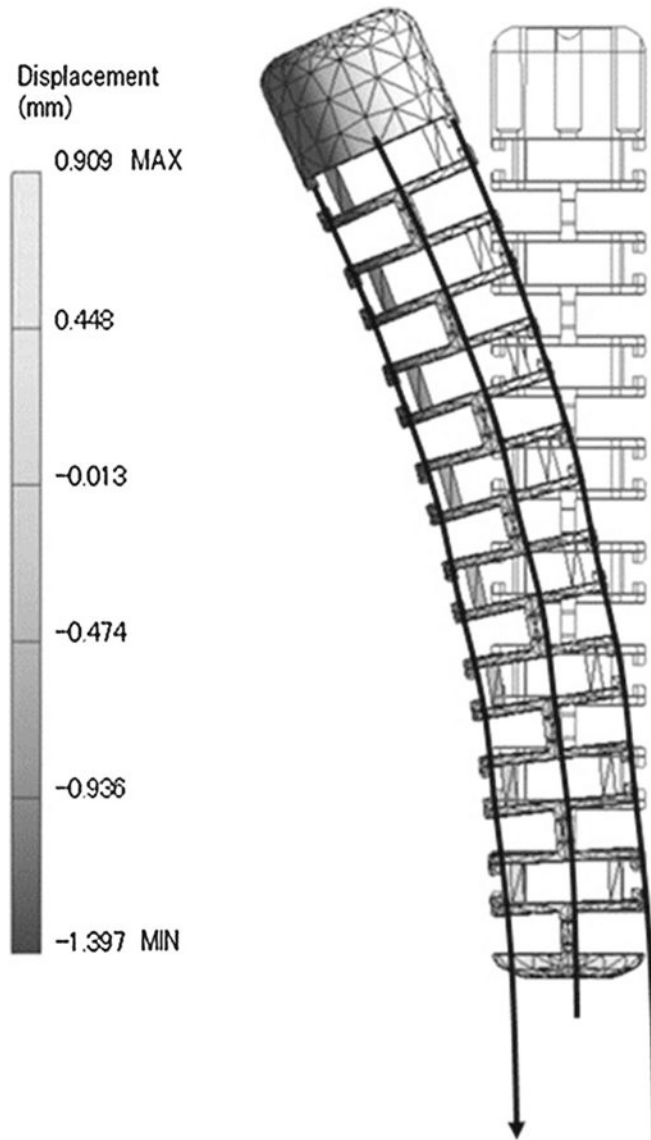 Displacement
(mm)
0.909 MAX
0.448
-0.013
-0.474
-0.936
-1.397 MIN